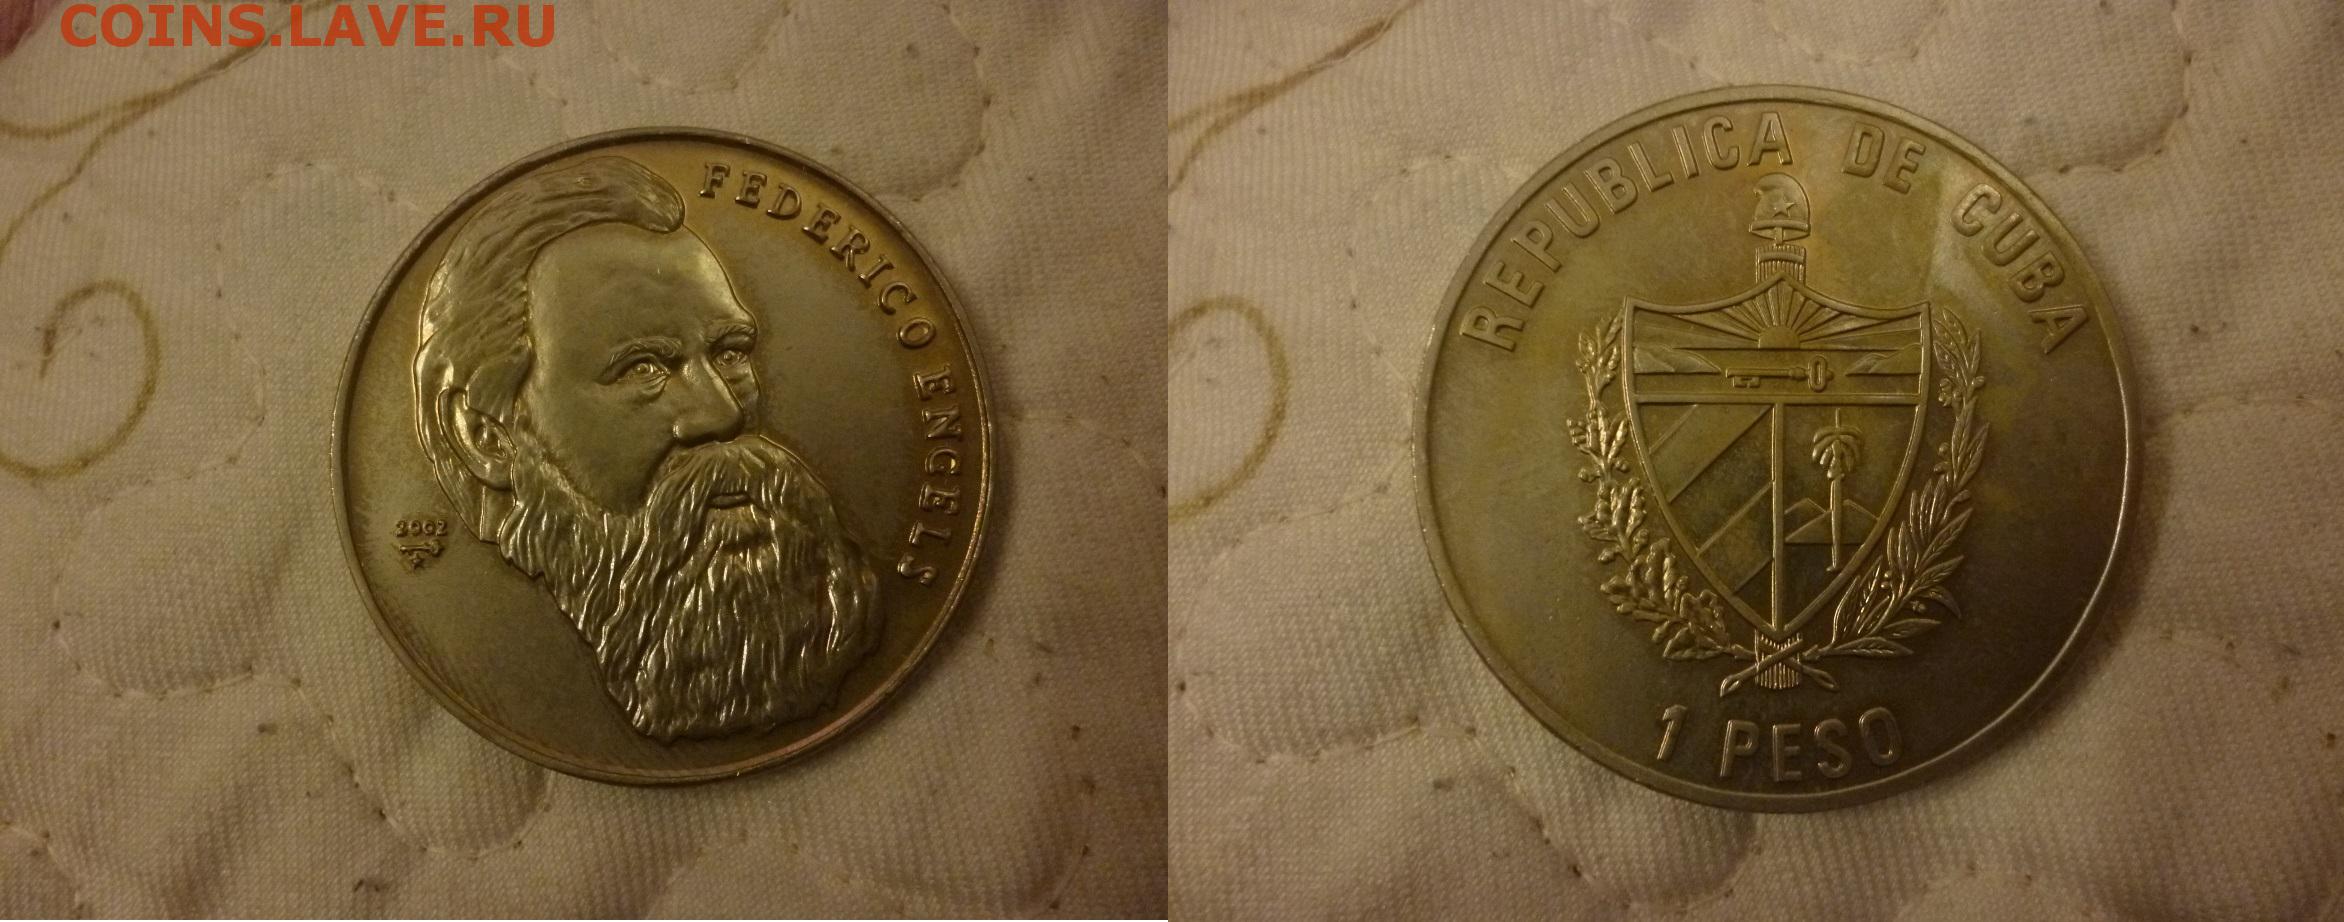 COINS.LAVE.RU
FEDERICO ENGELS
2002
REPUBLICA DE CUBA
1 PESO